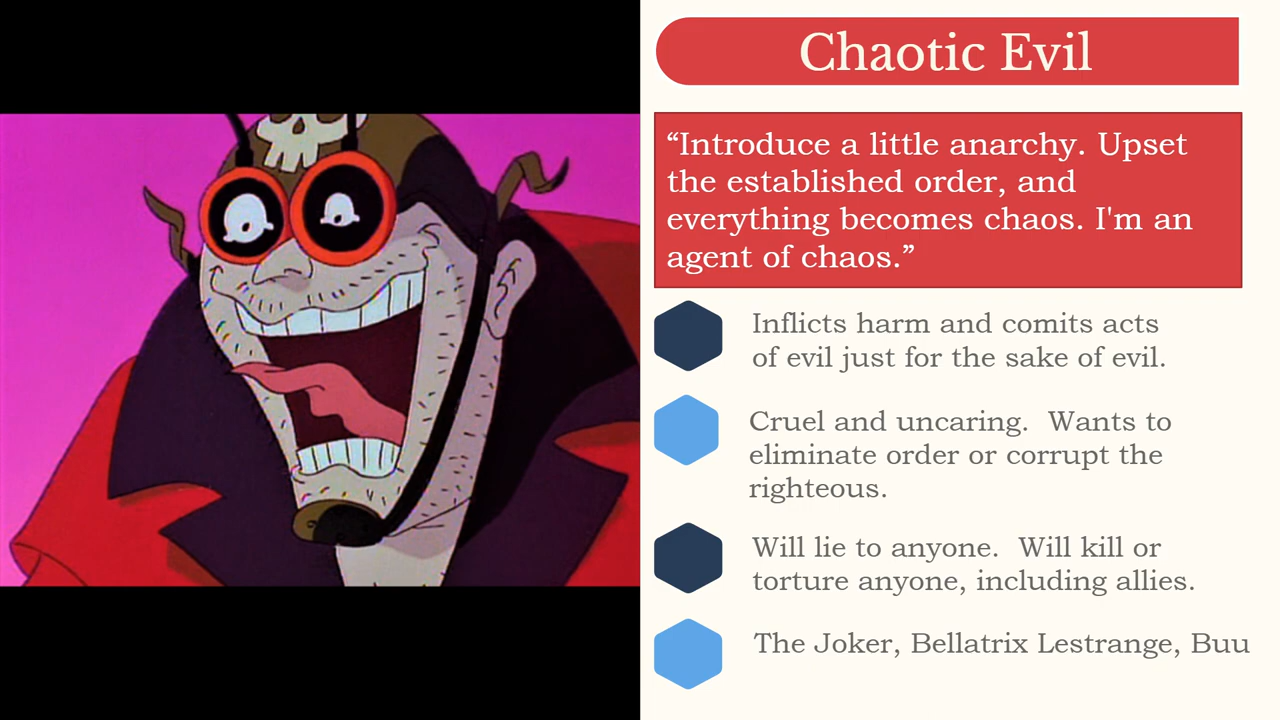 Chaotic Evil
“Introduce a little anarchy. Upset
the established order, and
everything becomes chaos. I'm an
agent of chaos.”
Inflicts harm and comits acts
of evil just for the sake of evil.
Cruel and uncaring.  Wants to
eliminate order or corrupt the
righteous.
Will lie to anyone.  Will kill or
torture anyone, including allies.
The Joker, Bellatrix Lestrange, Buu